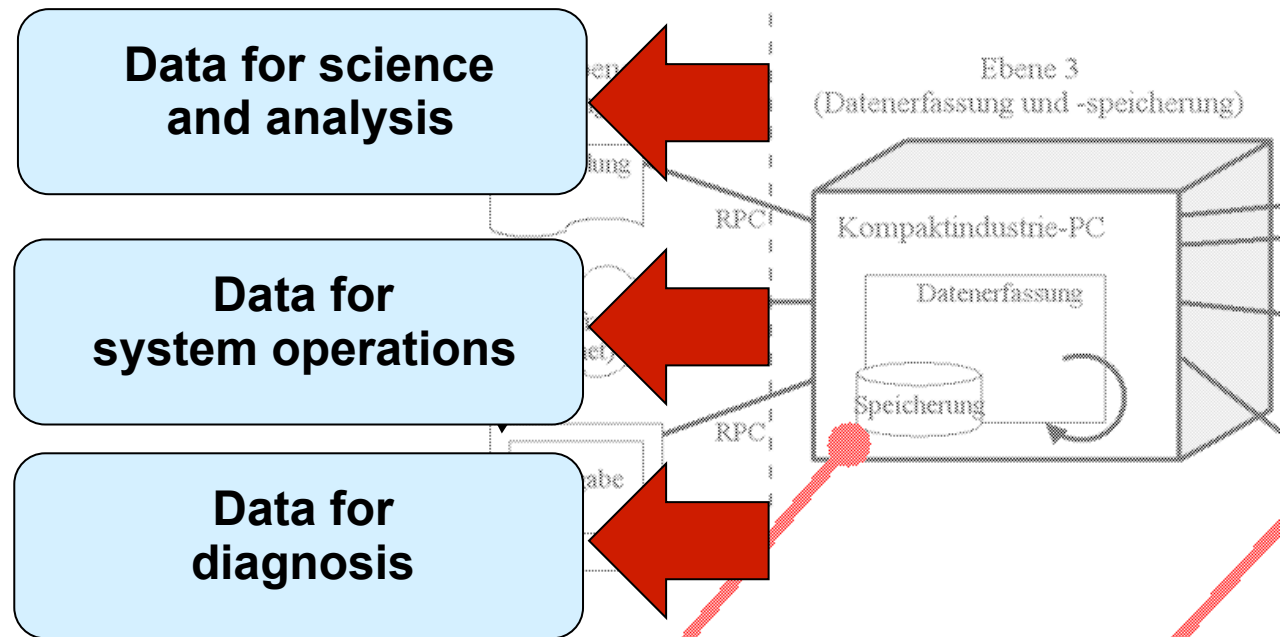 Data for science
and analysis
Data for
system operations
Data for
diagnosis
Ebene 3
(Datenerfassung und -speicherung)
RPC
Kompaktindustrie-PC
Datenerfassung
Speicherung
RPC